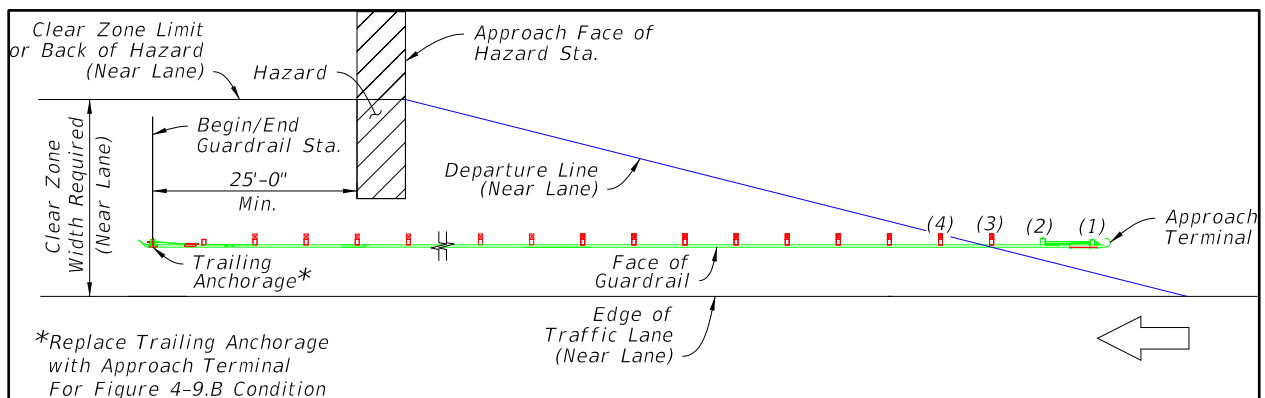 Clear Zone Limit
or Back of Hazard
(Near Lane)
Hazard
Approach Face of
Hazard Sta.
Begin/End
Guardrail Sta.
25'-0"
Min.
Clear Zone
Width Required
(Near Lane)
Departure Line
(Near Lane)
(4)
(3)
(2)
(1)
Approach
Terminal
Trailing
Anchorage*
Face of
Guardrail
Edge of
Traffic Lane
(Near Lane)
*Replace Trailing Anchorage
with Approach Terminal
For Figure 4-9.B Condition